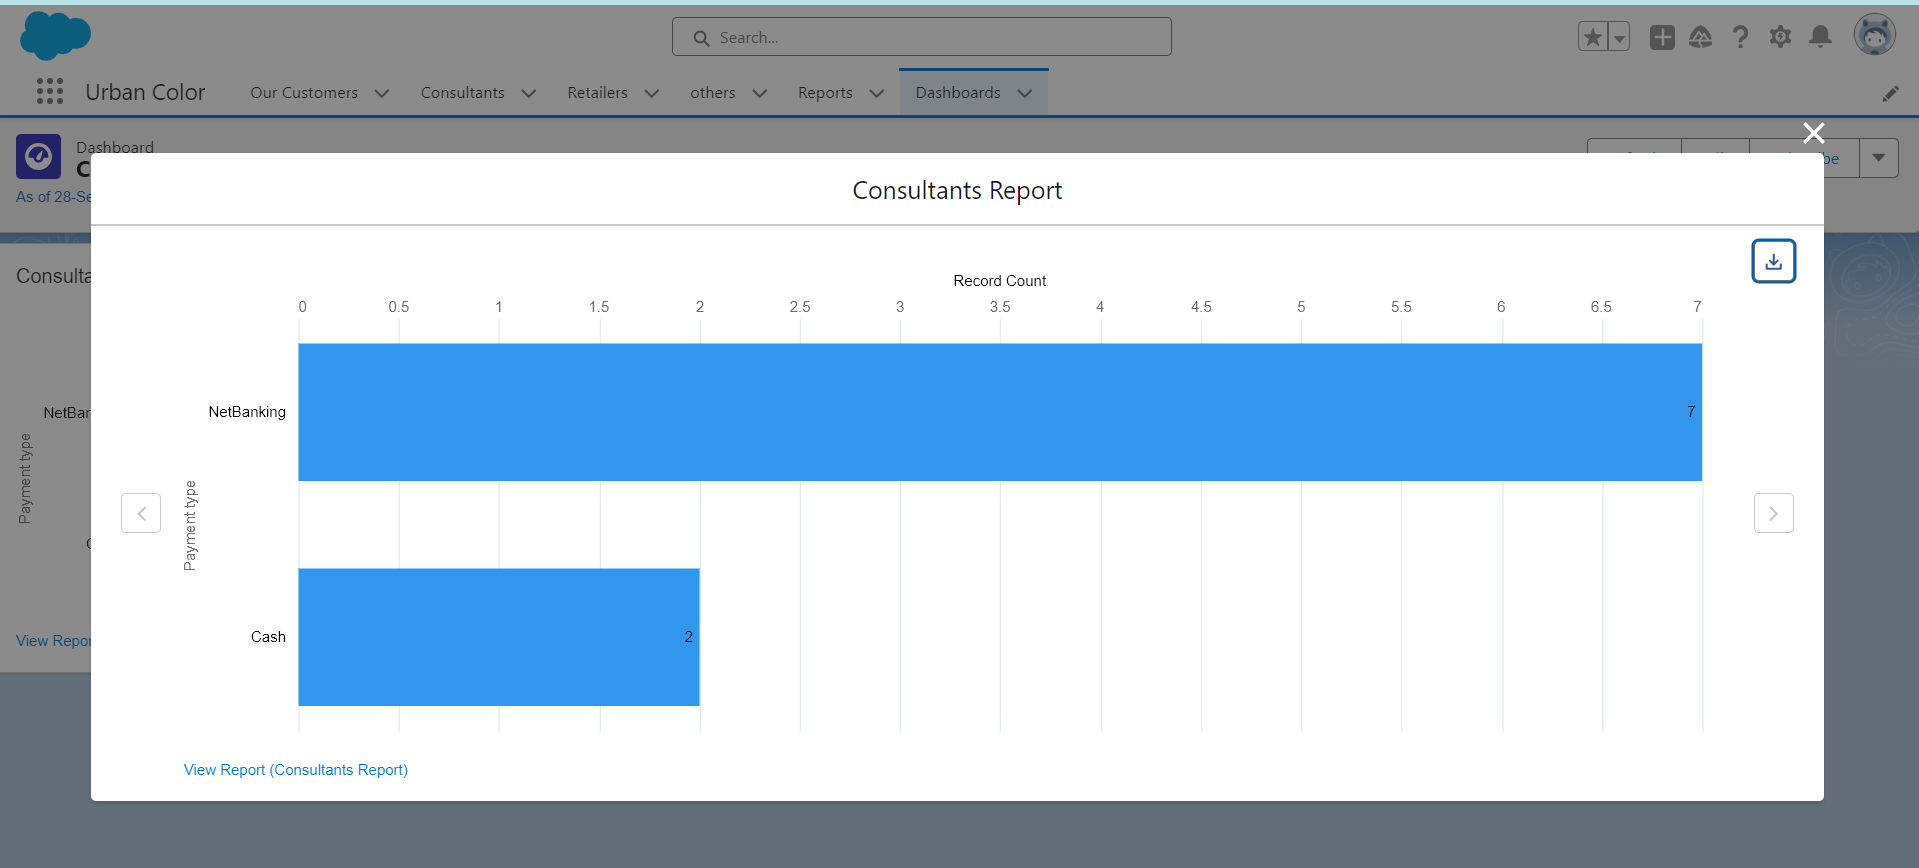 Search...
Urban Color
Our Customers
Consultants
Retailers
others
Reports
Dashboards
Dashboard
As of 28-Se
Consultants Report
Consulta
Record Count
0 0.5 1 1.5 2 2.5 3 3.5 4 4.5 5 5.5 6 6.5 7
NetBanking
7
NetBar
Payment type
Payment type
Cash
2
View Repor
View Report (Consultants Report)